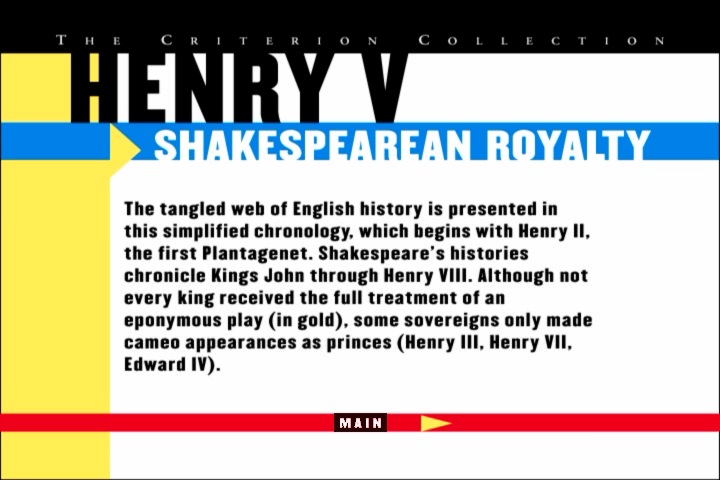 THE CRITERION COLLECTION
HENRY V
SHAKESPEAREAN ROYALTY
The tangled web of English history is presented in
this simplified chronology, which begins with Henry II,
the first Plantagenet. Shakespeare's histories
chronicle Kings John through Henry VIII. Although not
every king received the full treatment of an
eponymous play (in gold), some sovereigns only made
cameo appearances as princes (Henry III, Henry VII,
Edward IV).
MAIN